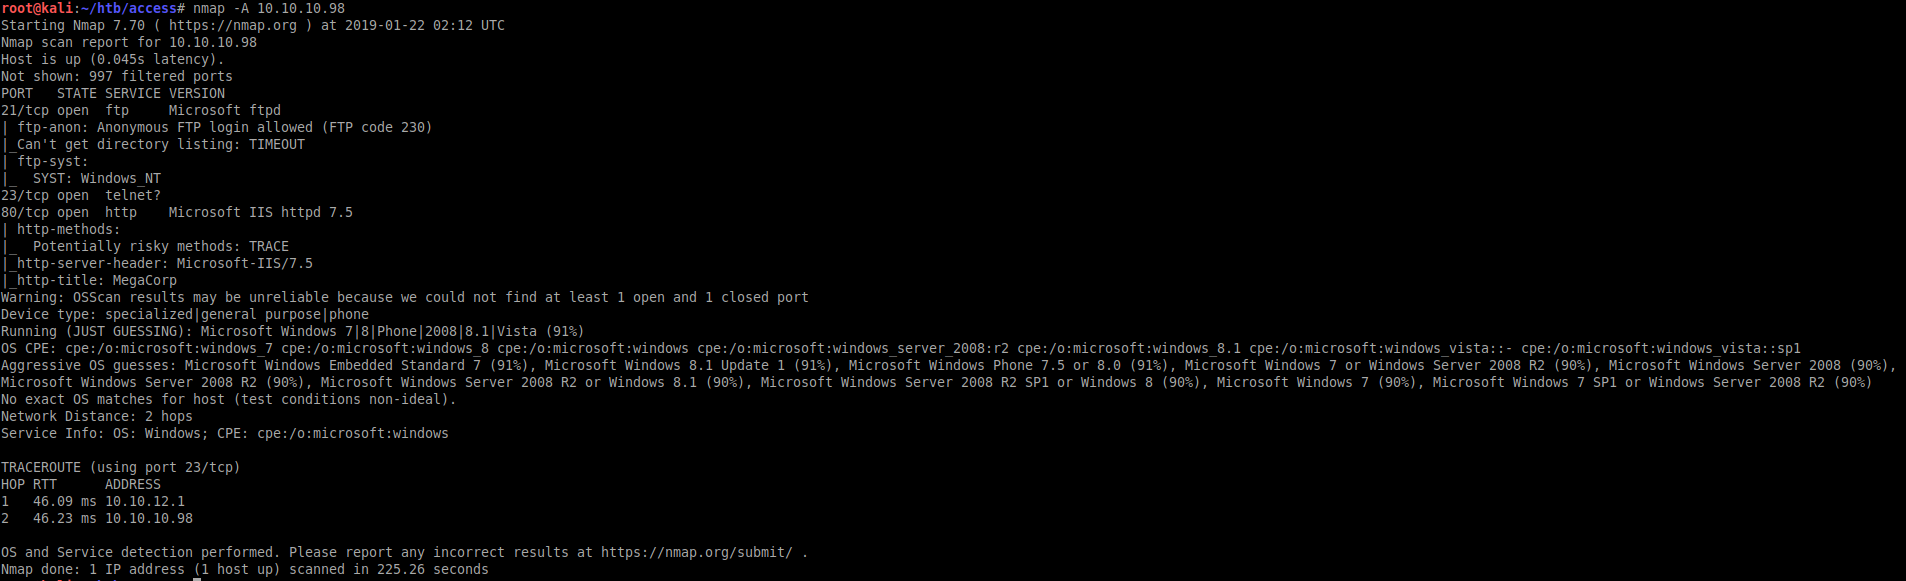 root@kali:~/htb/access# nmap -A 10.10.10.98
Starting Nmap 7.70 ( https://nmap.org ) at 2019-01-22 02:12 UTC
Nmap scan report for 10.10.10.98
Host is up (0.045s latency).
Not shown: 997 filtered ports
PORT   STATE SERVICE VERSION
21/tcp open  ftp     Microsoft ftpd
| ftp-anon: Anonymous FTP login allowed (FTP code 230)
|_Can't get directory listing: TIMEOUT
| ftp-syst:
|_  SYST: Windows_NT
23/tcp open  telnet?
80/tcp open  http    Microsoft IIS httpd 7.5
| http-methods:
|_  Potentially risky methods: TRACE
|_http-server-header: Microsoft-IIS/7.5
|_http-title: MegaCorp
Warning: OSScan results may be unreliable because we could not find at least 1 open and 1 closed port
Device type: specialized|general purpose|phone
Running (JUST GUESSING): Microsoft Windows 7|8|Phone|2008|8.1|Vista (91%)
OS CPE: cpe:/o:microsoft:windows_7 cpe:/o:microsoft:windows_8 cpe:/o:microsoft:windows cpe:/o:microsoft:windows_server_2008:r2 cpe:/o:microsoft:windows_8.1 cpe:/o:microsoft:windows_vista::- cpe:/o:microsoft:windows_vista::sp1
Aggressive OS guesses: Microsoft Windows Embedded Standard 7 (91%), Microsoft Windows 8.1 Update 1 (91%), Microsoft Windows Phone 7.5 or 8.0 (91%), Microsoft Windows 7 or Windows Server 2008 R2 (90%), Microsoft Windows Server 2008 (90%),
Microsoft Windows Server 2008 R2 (90%), Microsoft Windows Server 2008 R2 or Windows 8.1 (90%), Microsoft Windows Server 2008 R2 SP1 or Windows 8 (90%), Microsoft Windows 7 (90%), Microsoft Windows 7 SP1 or Windows Server 2008 R2 (90%)
No exact OS matches for host (test conditions non-ideal).
Network Distance: 2 hops
Service Info: OS: Windows; CPE: cpe:/o:microsoft:windows

TRACEROUTE (using port 23/tcp)
HOP RTT      ADDRESS
1   46.09 ms 10.10.12.1
2   46.23 ms 10.10.10.98

OS and Service detection performed. Please report any incorrect results at https://nmap.org/submit/ .
Nmap done: 1 IP address (1 host up) scanned in 225.26 seconds